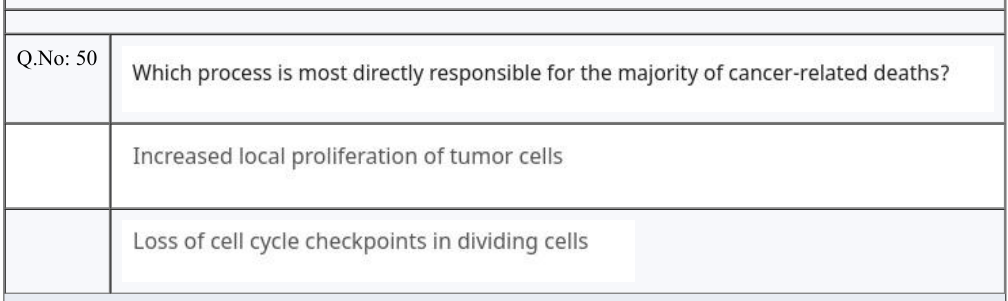 Q.No: 50
Which process is most directly responsible for the majority of cancer-related deaths?
Increased local proliferation of tumor cells
Loss of cell cycle checkpoints in dividing cells